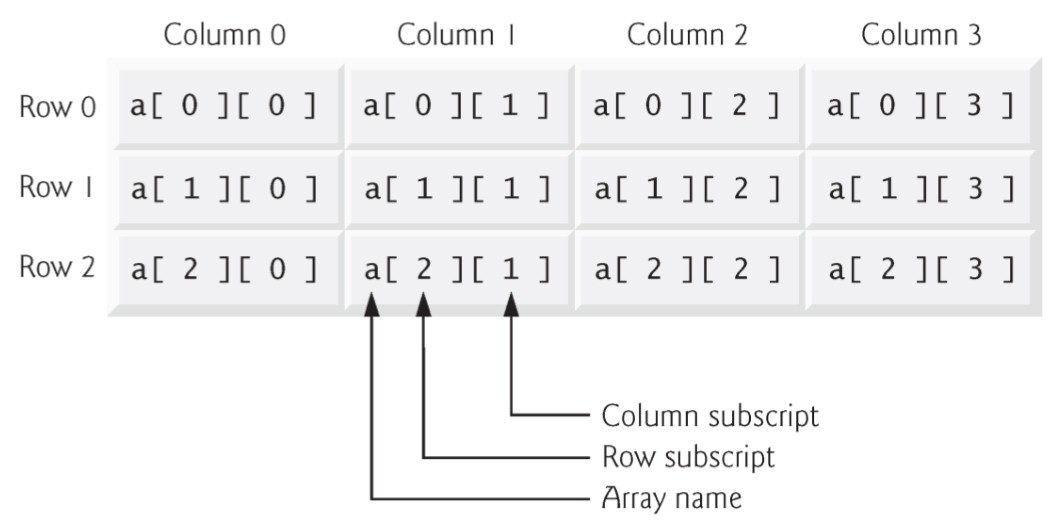 Column 0 Column 1 Column 2 Column 3
Row 0 a[ 0 ][ 0 ] a[ 0 ][ 1 ] a[ 0 ][ 2 ] a[ 0 ][ 3 ]
Row 1 a[ 1 ][ 0 ] a[ 1 ][ 1 ] a[ 1 ][ 2 ] a[ 1 ][ 3 ]
Row 2 a[ 2 ][ 0 ] a[ 2 ][ 1 ] a[ 2 ][ 2 ] a[ 2 ][ 3 ]
Column subscript
Row subscript
Array name